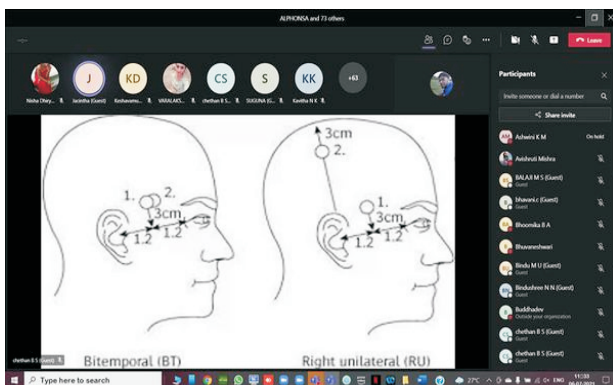 ALPHONSA and 73 others
Leave
J
KD
CS
S
KK
+63
Jacintha (Guest)
chethan B S...
SUGUNA (G...
Kavitha N K
Participants
Invite someone or dial a number
Share invite
Ashwini K M
On hold
Avishruti Mishra
BALAJI M S (Guest)
Guest
bhavani.c (Guest)
Guest
Bhoomika B A
Bhuvaneshwari
Bindu M U (Guest)
Guest
Bindushree N N (Guest)
Guest
Buddhadev
Outside your organization
chethan B S (Guest)
Guest
chethan B S (Guest)
Guest
1.
2.
3cm
1.2
1.2
3cm
2.
1.
3cm
1.2
1.2
chethan B S (Guest)
Bitemporal (BT)
Right unilateral (RU)
Type here to search
27°C
ENG